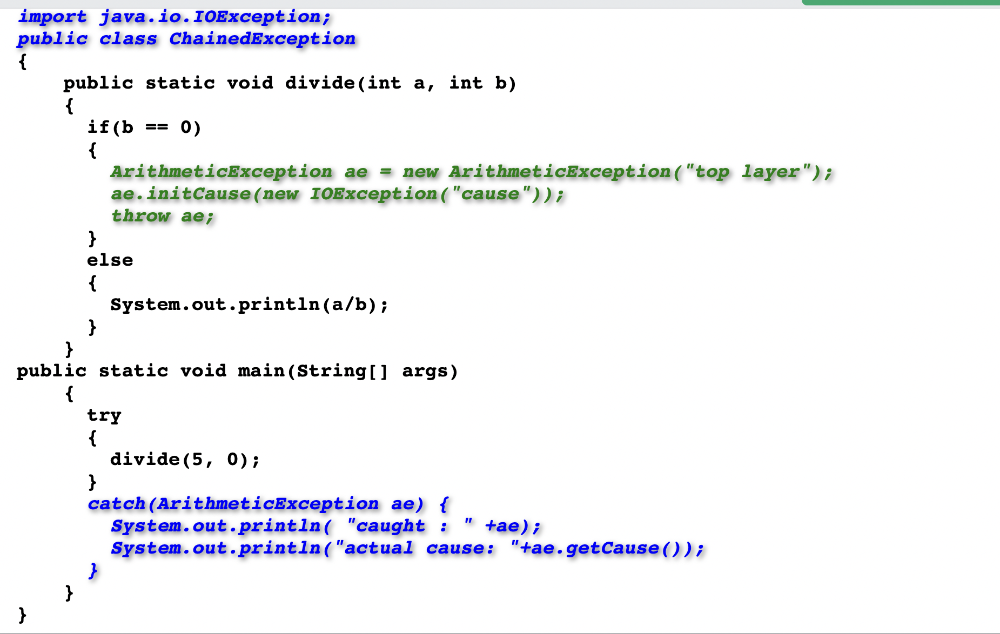 import java.io.IOException;
public class ChainedException
{
    public static void divide(int a, int b)
    {
      if(b == 0)
      {
        ArithmeticException ae = new ArithmeticException("top layer");
        ae.initCause(new IOException("cause"));
        throw ae;
      }
      else
      {
        System.out.println(a/b);
      }
    }
public static void main(String[] args)
    {
      try
      {
        divide(5, 0);
      }
      catch(ArithmeticException ae) {
        System.out.println( "caught : " +ae);
        System.out.println("actual cause: "+ae.getCause());
      }
    }
}